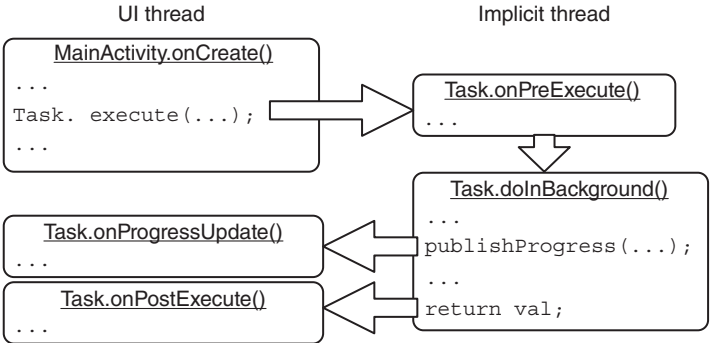 UI thread
Implicit thread
MainActivity.onCreate()
...
Task. execute(...);
...
Task.onPreExecute()
...
Task.doInBackground()
...
publishProgress(...);
...
return val;
Task.onProgressUpdate()
...
Task.onPostExecute()
...